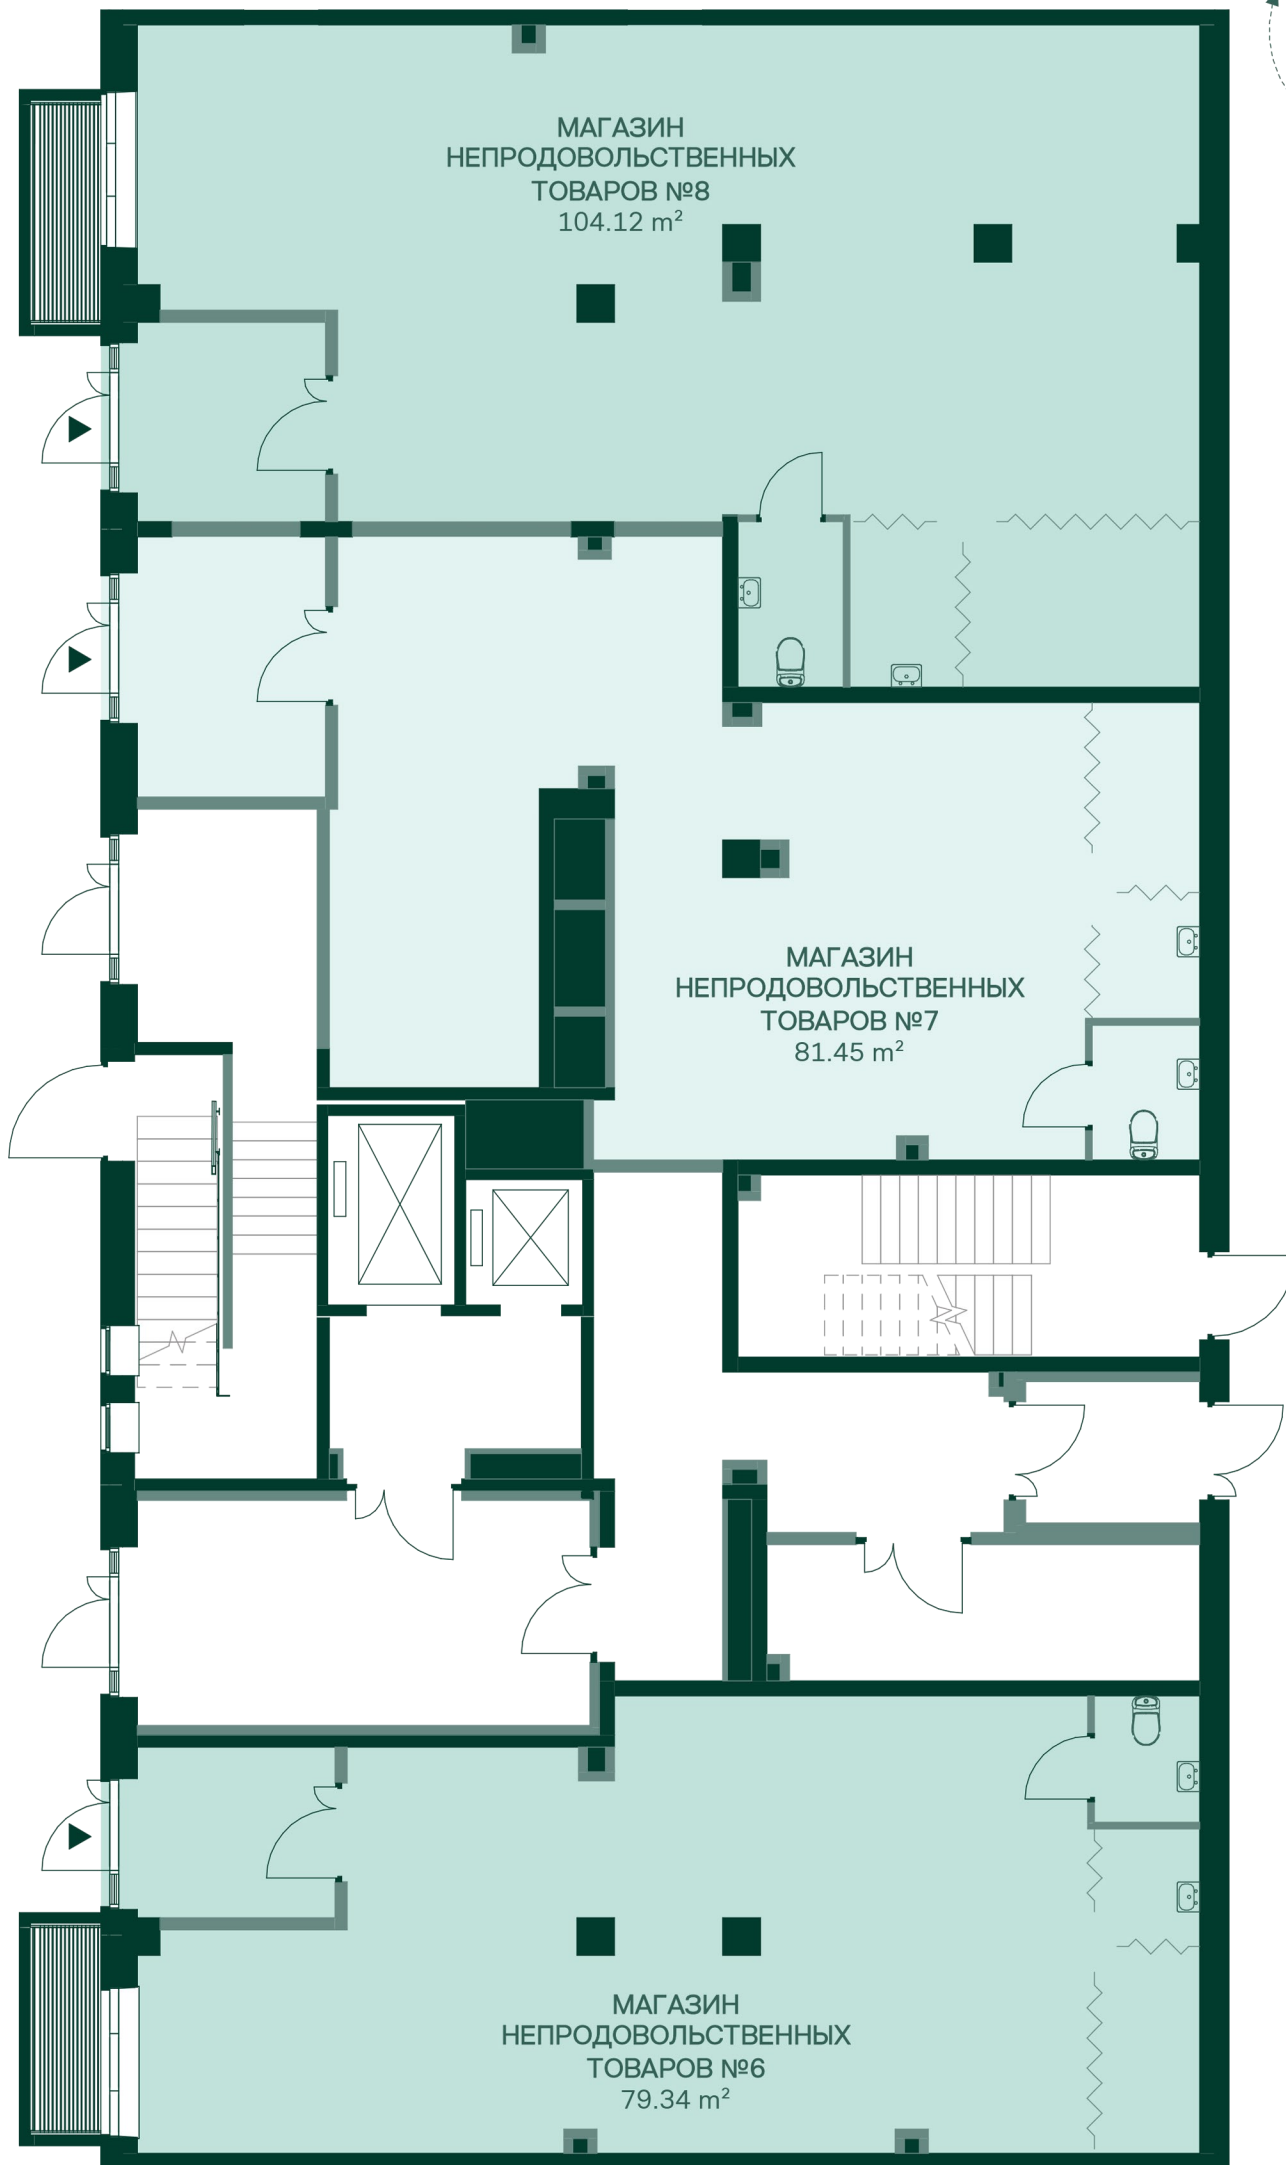 МАГАЗИН
НЕПРОДОВОЛЬСТВЕННЫХ
ТОВАРОВ №8
104.12 m²
МАГАЗИН
НЕПРОДОВОЛЬСТВЕННЫХ
ТОВАРОВ №7
81.45 m²
МАГАЗИН
НЕПРОДОВОЛЬСТВЕННЫХ
ТОВАРОВ №6
79.34 m²